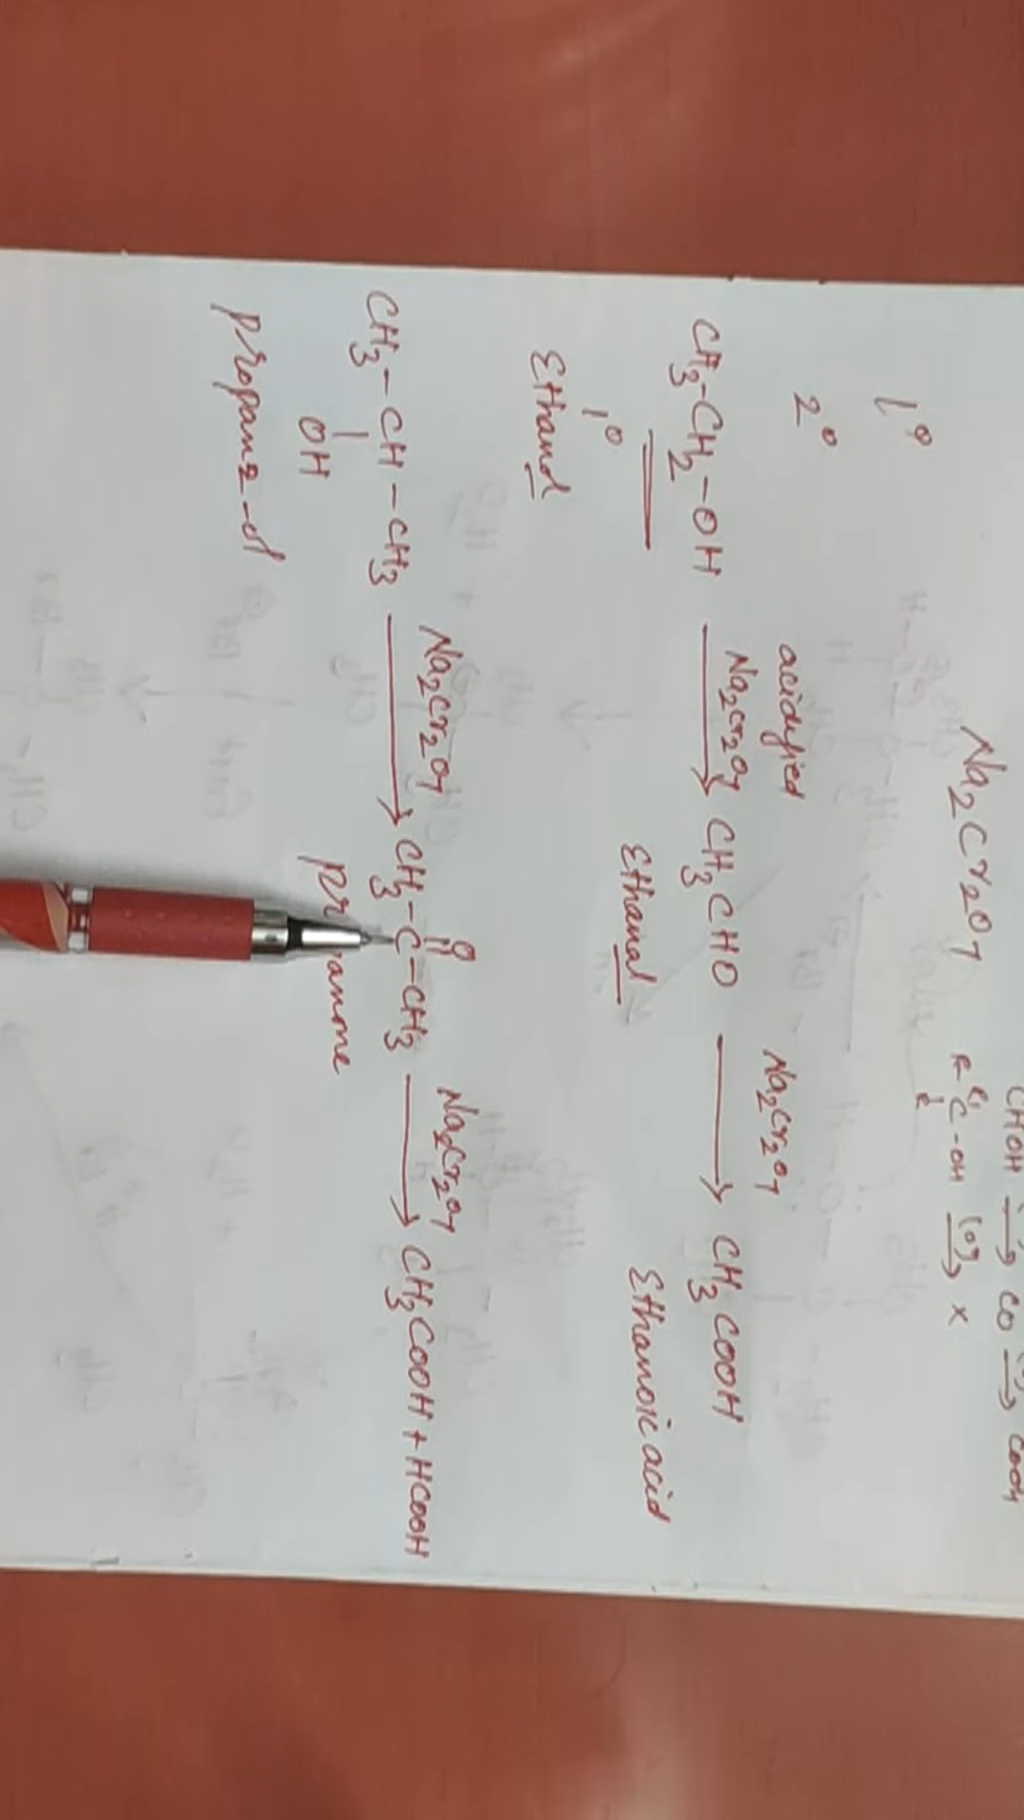 CHOH → CO → COOH
Na2Cr2O7
R-C-OH (O)→ X
1°
2°
acidified
Na2Cr2O7
Na2Cr2O7
CH3-CH2-OH → CH3CHO → CH3COOH
1°
Ethanal
Ethanoic acid
Ethanol
Na2Cr2O7
Na2Cr2O7
CH3-CH-CH3 → CH3-C-CH3 → CH3COOH + HCOOH
O
OH
propan2-ol